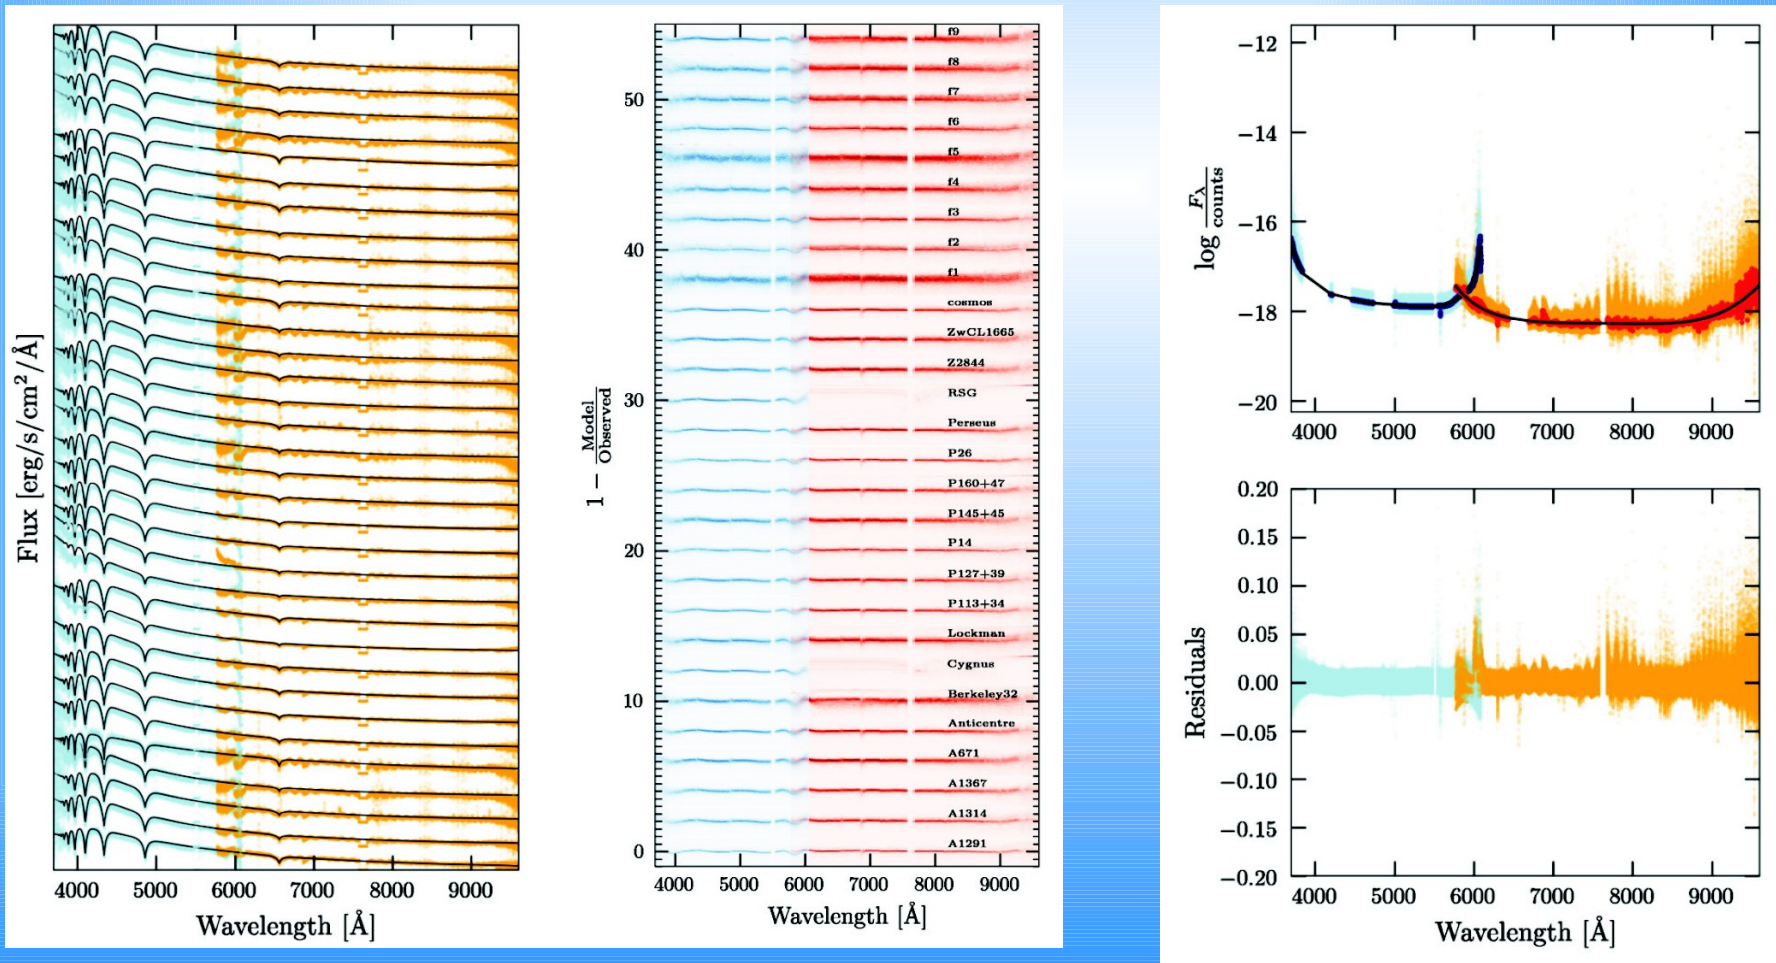 Flux [erg/s/cm²/Å]
4000 5000 6000 7000 8000 9000
Wavelength [Å]
1 − Model/Observed
50
40
30
20
10
0
f9
f8
f7
f6
f5
f4
f3
f2
f1
cosmos
ZwCL1665
Z2844
RSG
Perseus
P26
P160+47
P145+45
P14
P127+39
P113+34
Lockman
Cygnus
Berkeley32
Anticentre
A671
A1367
A1314
A1291
4000 5000 6000 7000 8000 9000
Wavelength [Å]
log Fλ/counts
−12
−14
−16
−18
−20
4000 5000 6000 7000 8000 9000
Residuals
0.20
0.15
0.10
0.05
0.00
−0.05
−0.10
−0.15
−0.20
4000 5000 6000 7000 8000 9000
Wavelength [Å]